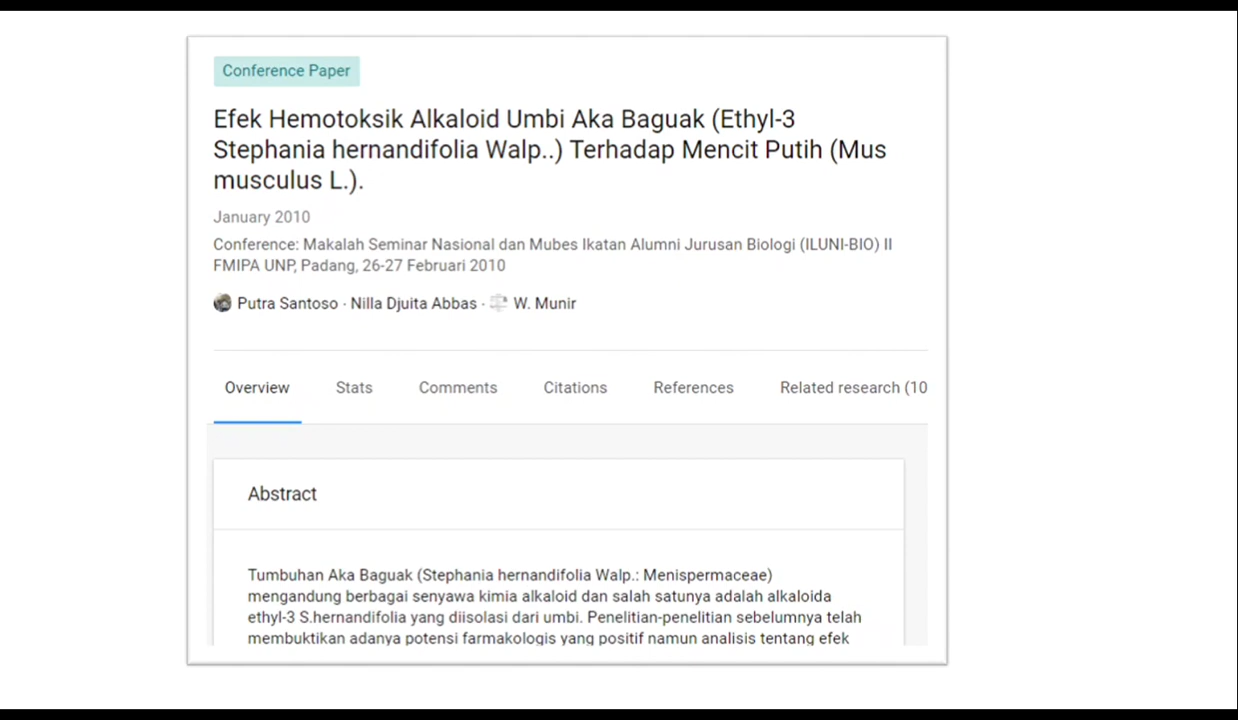 Conference Paper
Efek Hemotoksik Alkaloid Umbi Aka Baguak (Ethyl-3
Stephania hernandifolia Walp..) Terhadap Mencit Putih (Mus
musculus L.).
January 2010
Conference: Makalah Seminar Nasional dan Mubes Ikatan Alumni Jurusan Biologi (ILUNI-BIO) II
FMIPA UNP, Padang, 26-27 Februari 2010
Putra Santoso · Nilla Djuita Abbas · W. Munir
Overview Stats Comments Citations References Related research (10
Abstract
Tumbuhan Aka Baguak (Stephania hernandifolia Walp.: Menispermaceae)
mengandung berbagai senyawa kimia alkaloid dan salah satunya adalah alkaloida
ethyl-3 S.hernandifolia yang diisolasi dari umbi. Penelitian-penelitian sebelumnya telah
membuktikan adanya potensi farmakologis yang positif namun analisis tentang efek